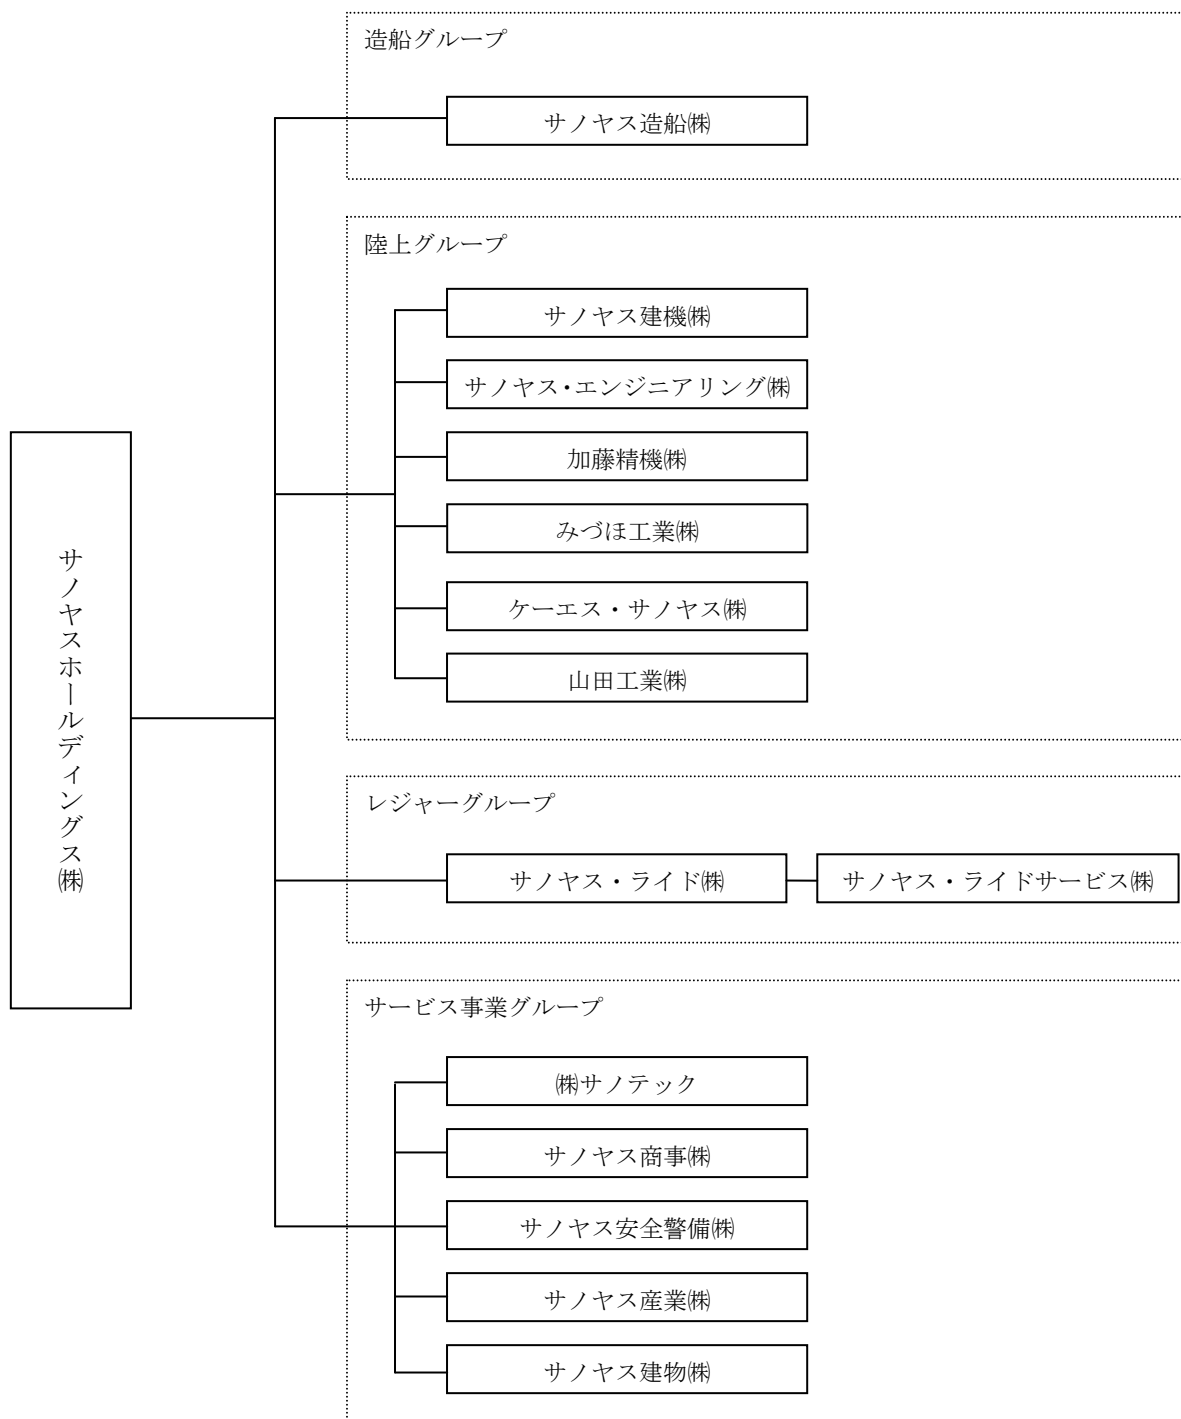 サノヤスホールディングス㈱
造船グループ
サノヤス造船㈱
陸上グループ
サノヤス建機㈱
サノヤス・エンジニアリング㈱
加藤精機㈱
みづほ工業㈱
ケーエス・サノヤス㈱
山田工業㈱
レジャーグループ
サノヤス・ライド㈱
サノヤス・ライドサービス㈱
サービス事業グループ
㈱サノテック
サノヤス商事㈱
サノヤス安全警備㈱
サノヤス産業㈱
サノヤス建物㈱